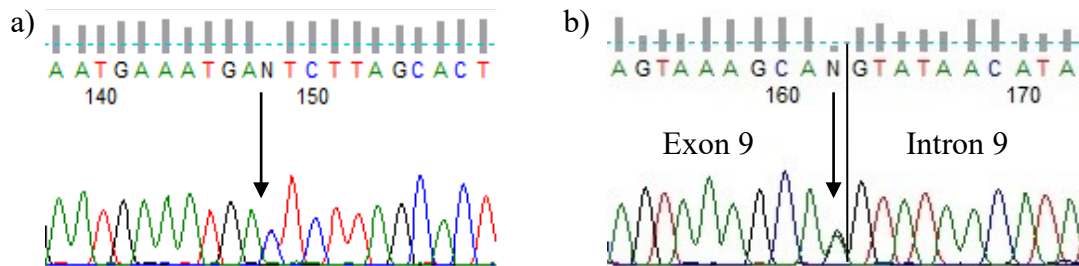 a)
A A T G A A A T G A N T C T T A G C A C T
140 150
b)
A G T A A A G C A N G T A T A A C A T A
160 170
Exon 9 Intron 9